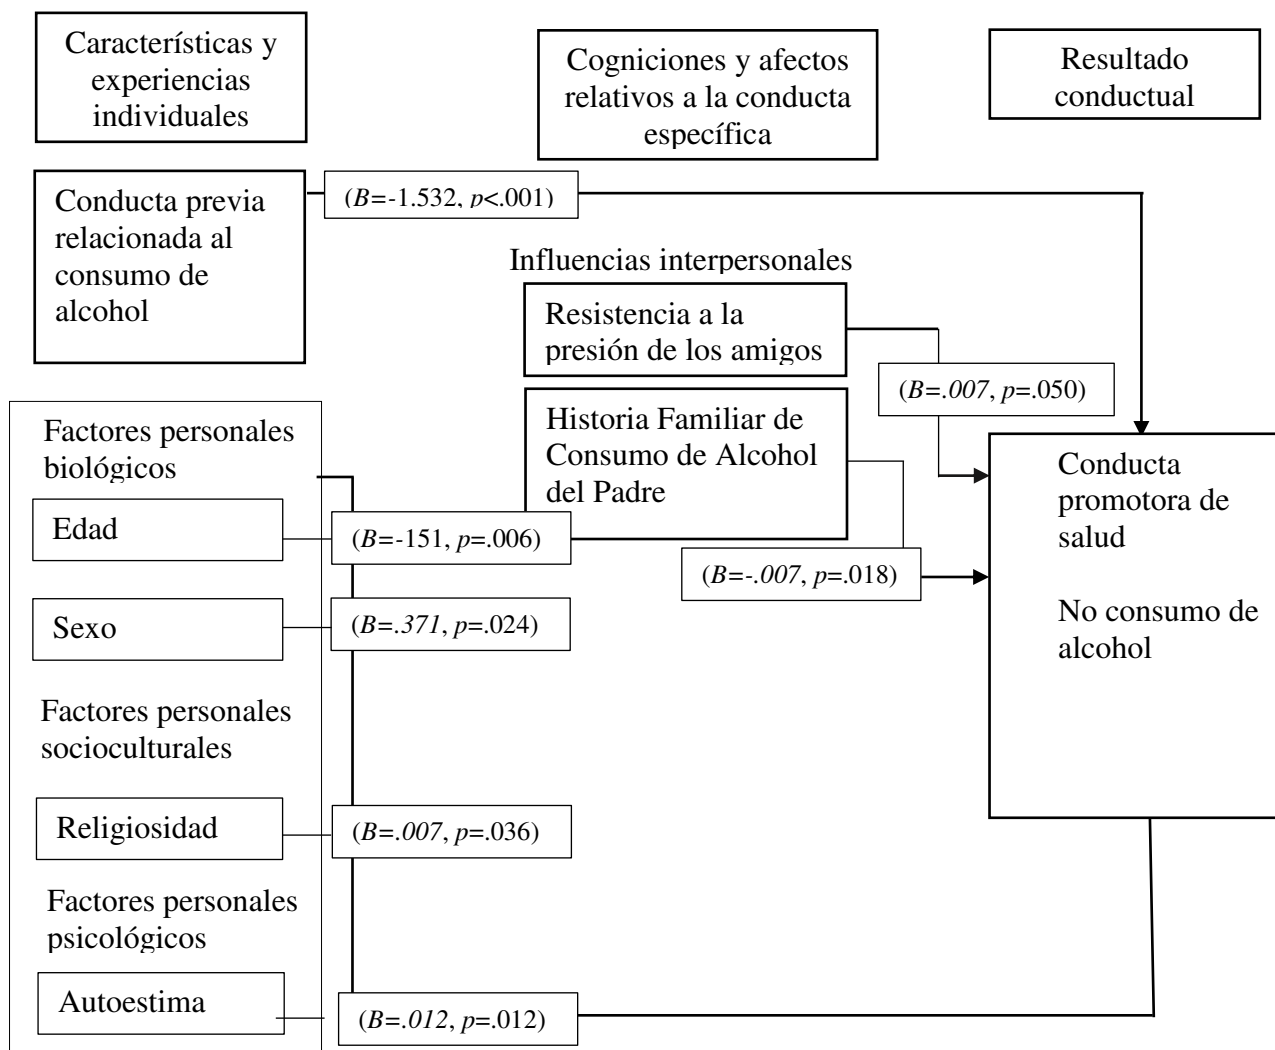 Características y
experiencias
individuales
Cogniciones y afectos
relativos a la conducta
específica
Resultado
conductual
Conducta previa
relacionada al
consumo de
alcohol
(B=-1.532, p<.001)
Influencias interpersonales
Resistencia a la
presión de los amigos
(B=.007, p=.050)
Historia Familiar de
Consumo de Alcohol
del Padre
(B=-.007, p=.018)
Factores personales
biológicos
Edad
(B=-151, p=.006)
Sexo
(B=.371, p=.024)
Factores personales
socioculturales
Religiosidad
(B=.007, p=.036)
Factores personales
psicológicos
Autoestima
(B=.012, p=.012)
Conducta
promotora de
salud
No consumo de
alcohol